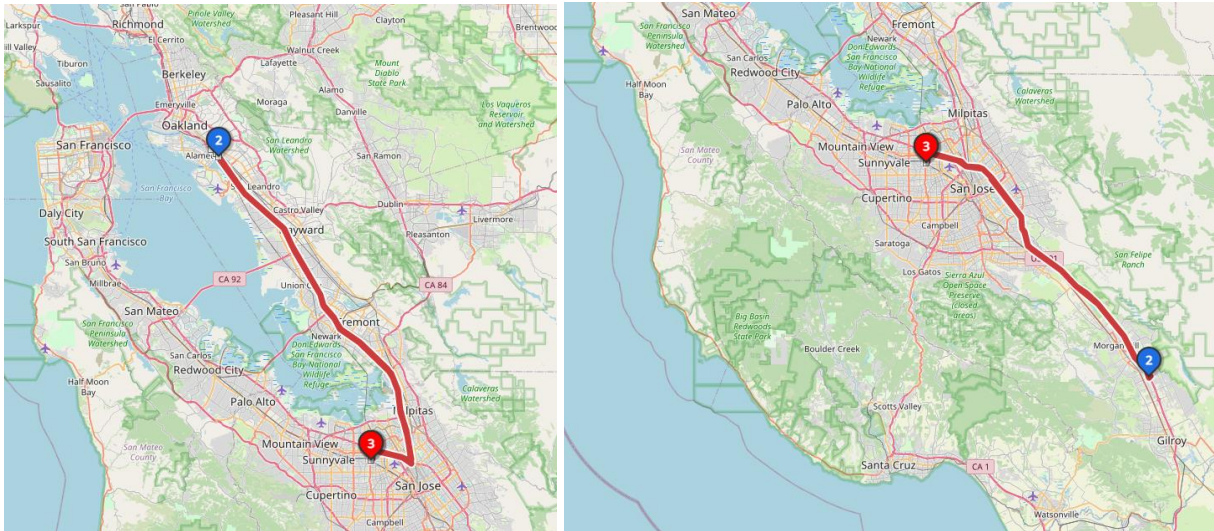 Larkspur
Richmond
Pinole Valley
Watershed
El Cerrito
Pleasant Hill
Clayton
Brentwood
Mill Valley
Tiburon
Walnut Creek
Lafayette
Mount
Diablo
State Park
Sausalito
Berkeley
Emeryville
Moraga
Alamo
Danville
Los Vaqueros
Reservoir
and Watershed
San Francisco
Oakland
2
Alameda
San Leandro
Watershed
San Ramon
San Francisco
Bay
San Leandro
Daly City
Castro Valley
Dublin
Livermore
South San Francisco
Hayward
Pleasanton
San Bruno
Millbrae
CA 92
Union City
CA 84
San Mateo
San Francisco
Peninsula
Watershed
Fremont
Newark
San Carlos
Redwood City
Don Edwards
San Francisco
Bay National
Wildlife
Refuge
Half Moon
Bay
Palo Alto
Calaveras
Watershed
Milpitas
San Mateo
County
Mountain View
3
Sunnyvale
San Jose
Cupertino
Campbell
San Mateo
San Francisco
Peninsula
Watershed
San Carlos
Redwood City
Fremont
Newark
Don Edwards
San Francisco
Bay National
Wildlife
Refuge
Half Moon
Bay
Palo Alto
Milpitas
Calaveras
Watershed
San Mateo
County
Mountain View
3
Sunnyvale
San Jose
Cupertino
Campbell
Saratoga
Los Gatos
US 101
San Felipe
Ranch
Sierra Azul
Open Space
Preserve
(closed
areas)
Big Basin
Redwoods
State Park
Boulder Creek
Morgan Hill
2
Scotts Valley
Gilroy
Santa Cruz
CA 1
Watsonville